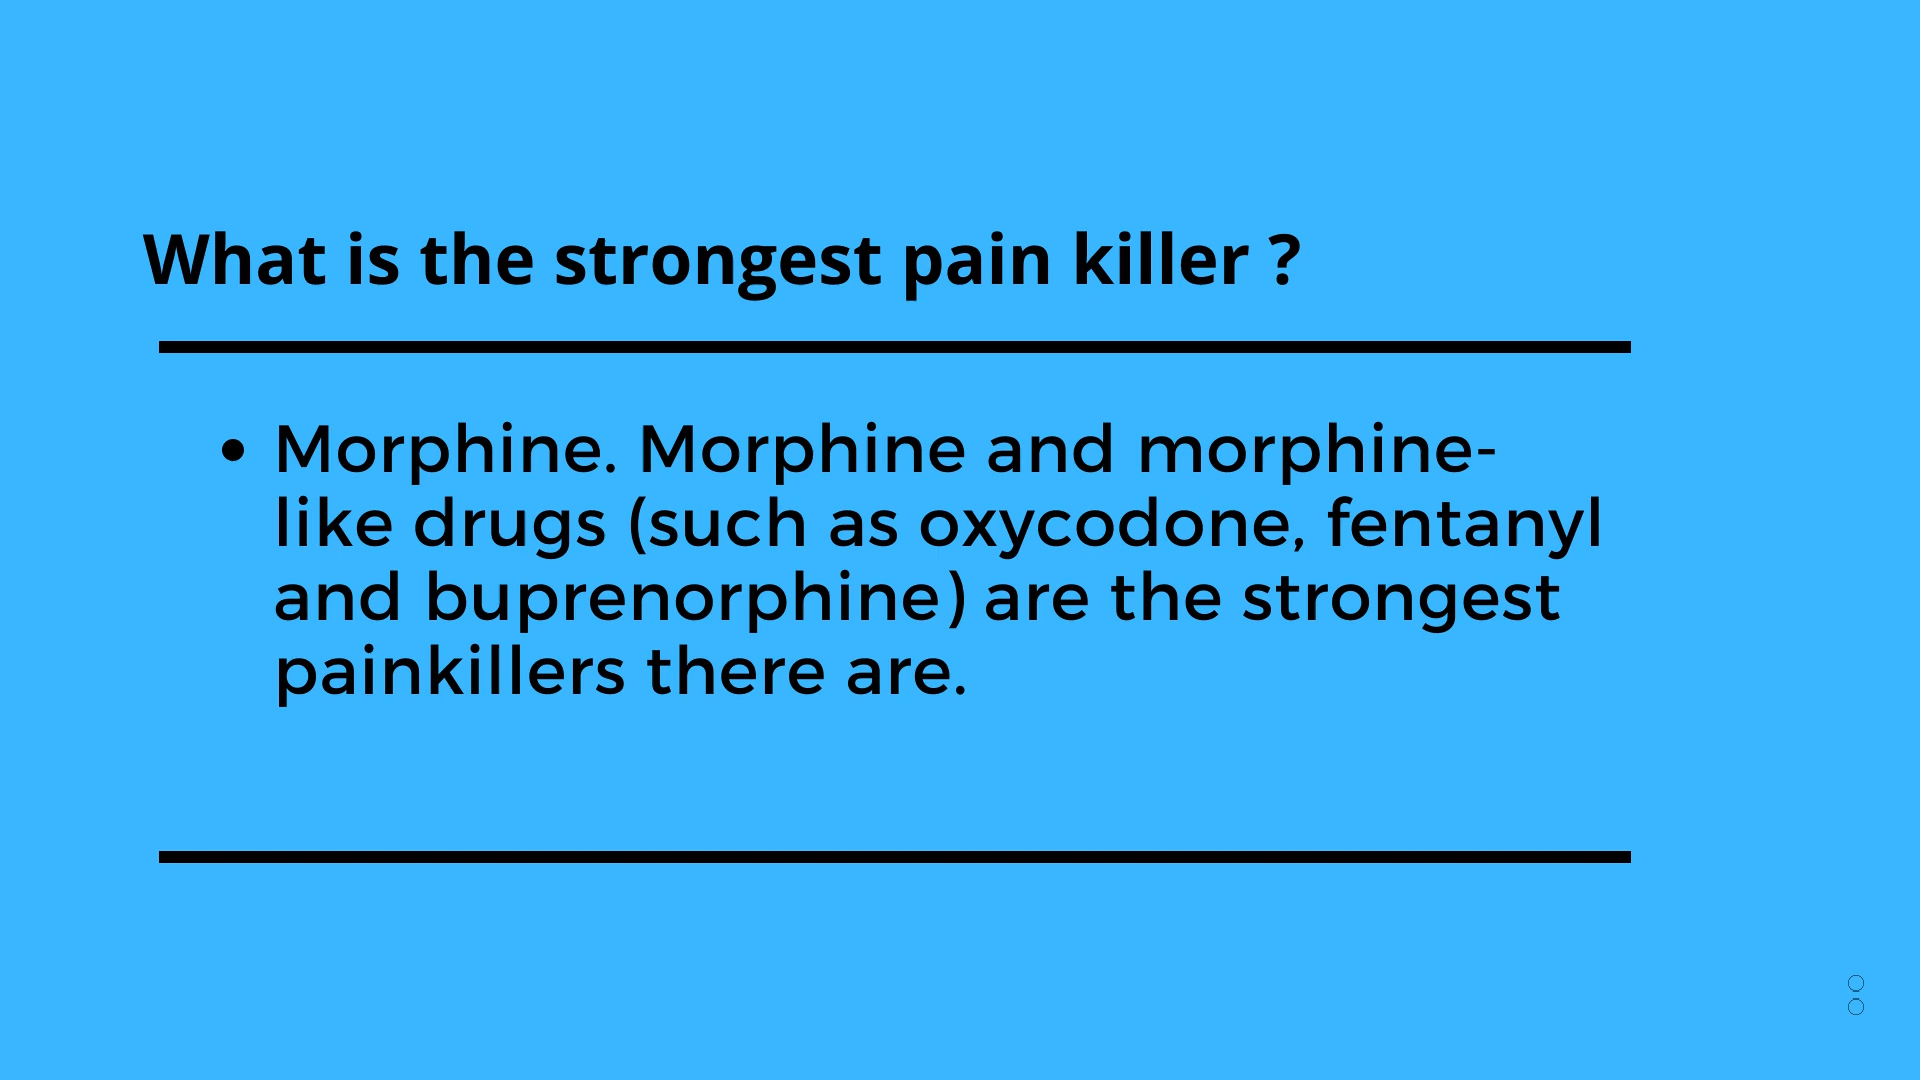 What is the strongest pain killer ?
• Morphine. Morphine and morphine-
like drugs (such as oxycodone, fentanyl
and buprenorphine) are the strongest
painkillers there are.